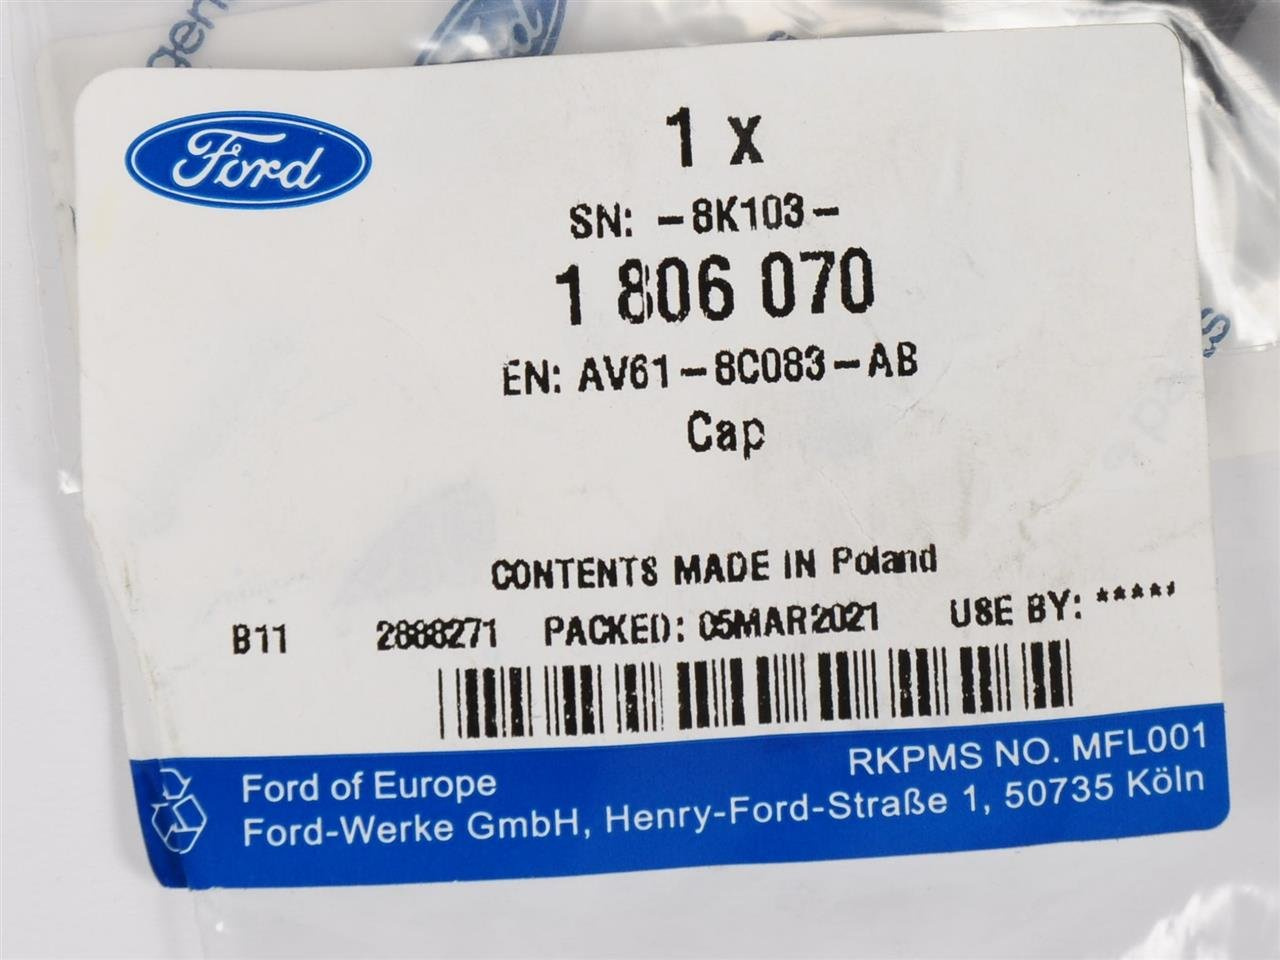 Ford
Ford
1 x
SN: -8K103-
1 806 070
EN: AV61-8C083-AB
Cap
CONTENTS MADE IN Poland
B11 2888271 PACKED: 05MAR2021 USE BY: *****
RKPMS NO. MFL001
Ford of Europe
Ford-Werke GmbH, Henry-Ford-Straße 1, 50735 Köln